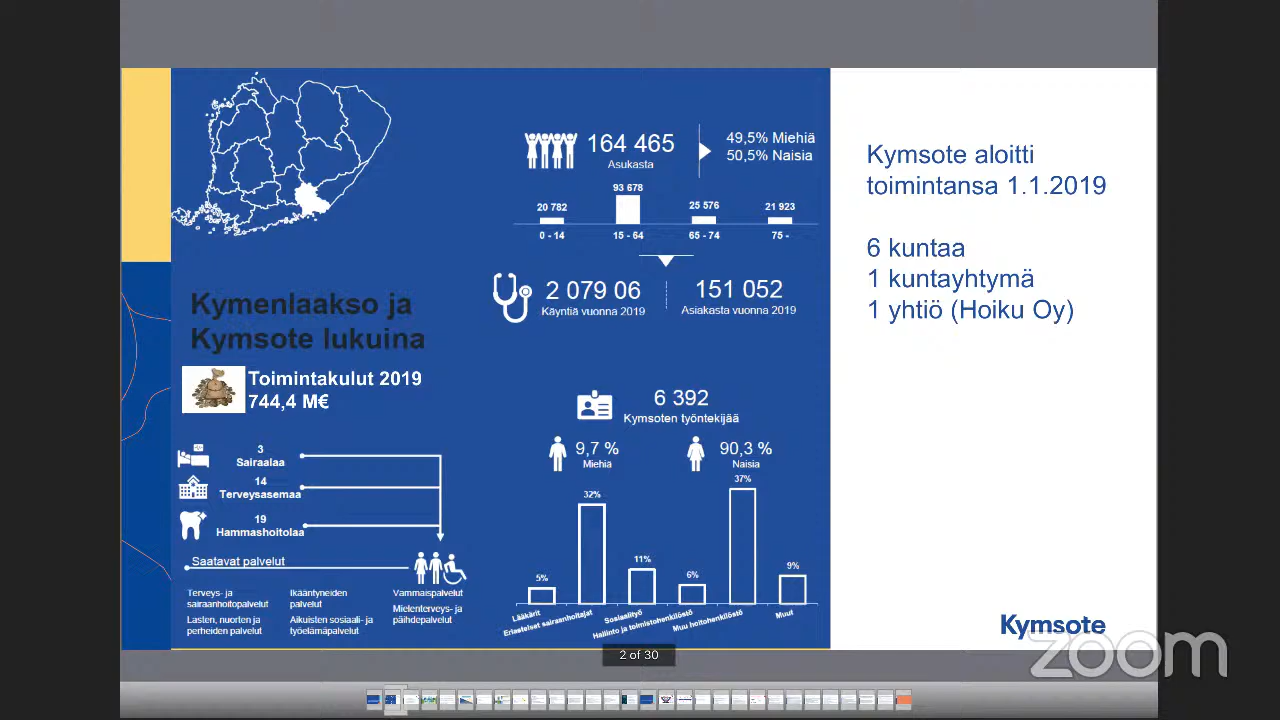 164 465
Asukasta
49,5% Miehiä
50,5% Naisia
93 678
20 782
25 576
21 923
0 - 14
15 - 64
65 - 74
75 -
2 079 06
Käyntiä vuonna 2019
151 052
Asiakasta vuonna 2019
Kymenlaakso ja
Kymsote lukuina
Toimintakulut 2019
744,4 M€
6 392
Kymsoten työntekijää
9,7 %
Miehia
90,3 %
Naisia
3
Sairaalaa
14
Terveysasemaa
19
Hammashoitolaa
Saatavat palvelut
Terveys- ja
sairaanhoitopalvelut
Lasten, nuorten ja
perheiden palvelut
Ikääntyneiden
palvelut
Aikuisten sosiaali- ja
työelämäpalvelut
Vammaispalvelut
Mielenterveys- ja
päihdepalvelut
5%
32%
11%
6%
37%
9%
Lääkärit
Erlastelset sairaanhoitajat
Sosiaalityö
Hallinto ja toimistohenkilöstö
Muu hoitohenkilöstö
Muut
Kymsote aloitti
toimintansa 1.1.2019
6 kuntaa
1 kuntayhtymä
1 yhtiö (Hoiku Oy)
Kymsote
zoom
2 of 30